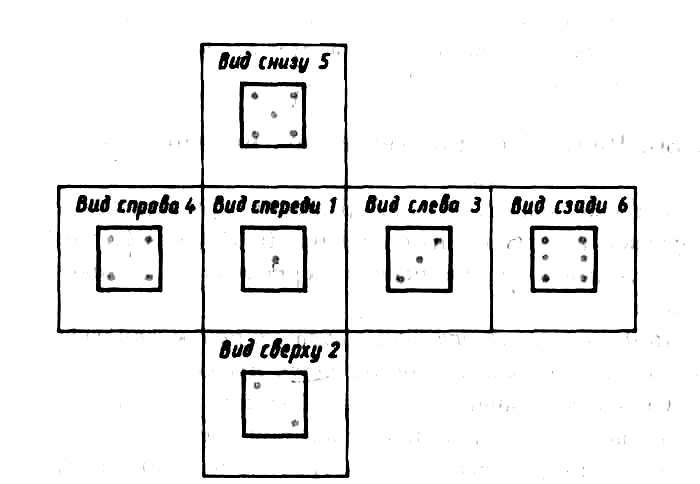 Вид снизу 5
Вид справа 4
Вид спереди 1
Вид слева 3
Вид сзади 6
Вид сверху 2